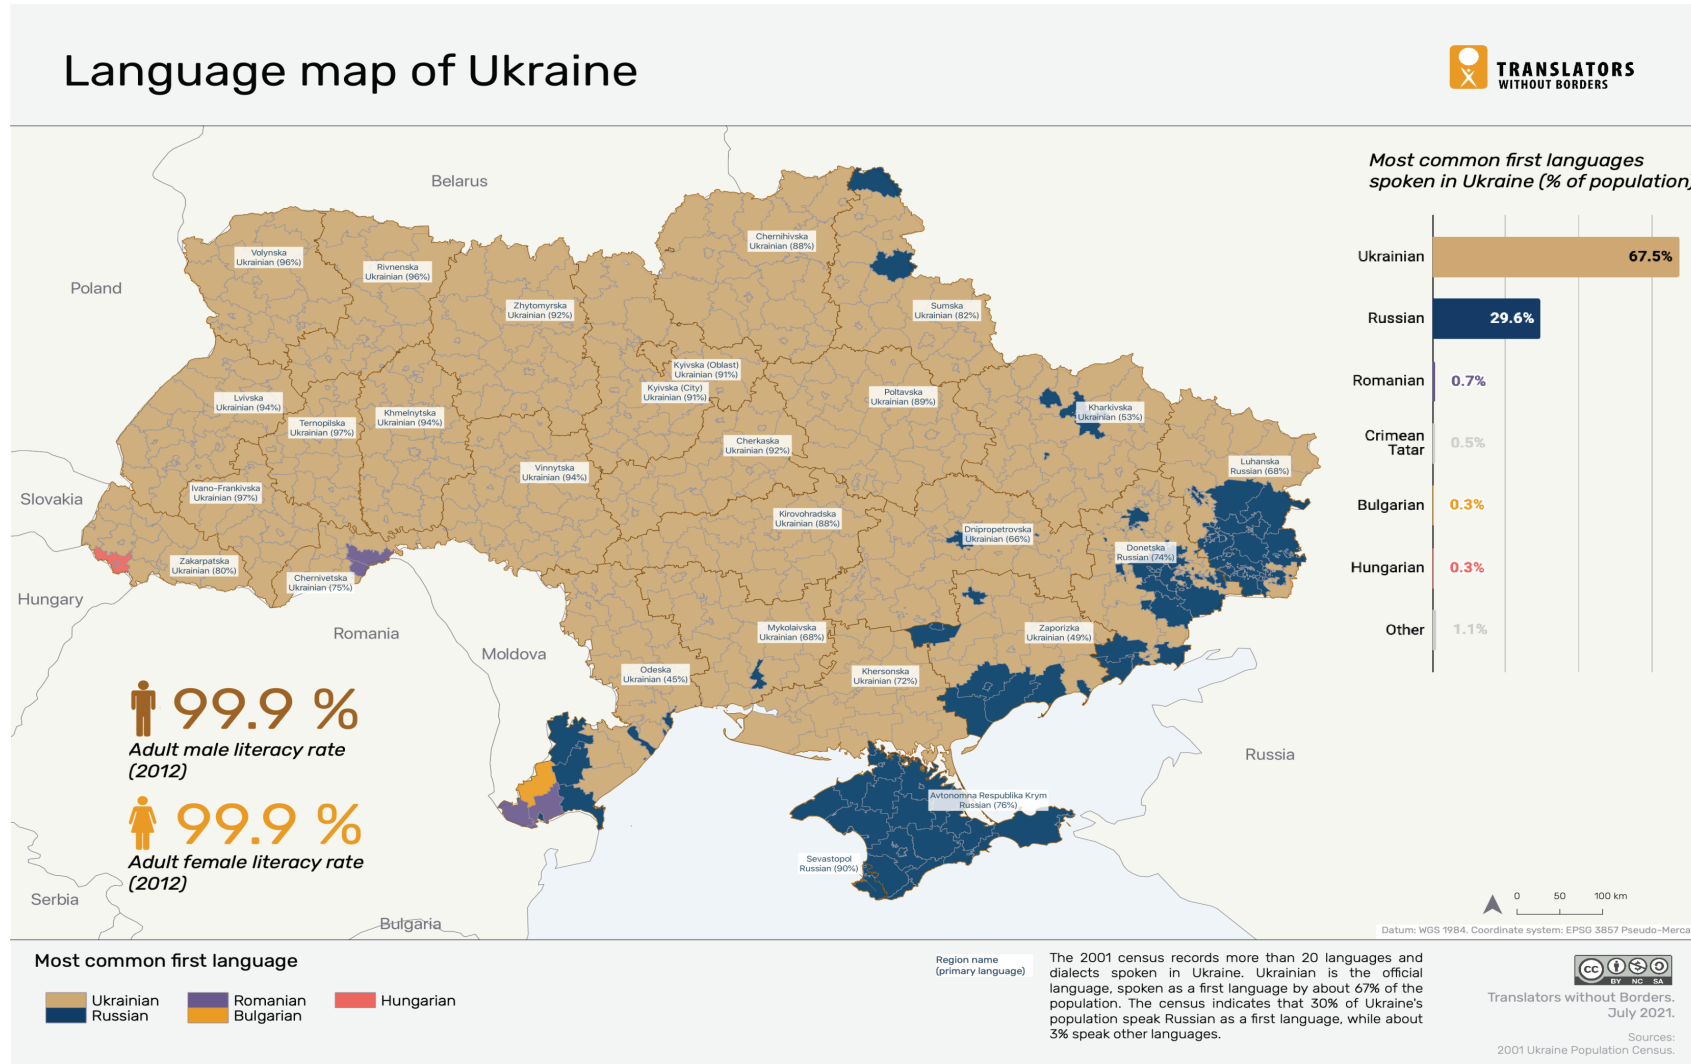 Language map of Ukraine
TRANSLATORS
WITHOUT BORDERS
Most common first languages
spoken in Ukraine (% of population)
Ukrainian
67.5%
Russian
29.6%
Romanian
0.7%
Crimean
Tatar
0.5%
Bulgarian
0.3%
Hungarian
0.3%
Other
1.1%
Belarus
Poland
Slovakia
Hungary
Romania
Moldova
Serbia
Bulgaria
Russia
Volynska
Ukrainian (96%)
Rivnenska
Ukrainian (96%)
Zhytomyrska
Ukrainian (92%)
Chernihivska
Ukrainian (88%)
Sumska
Ukrainian (82%)
Kyivska (Oblast)
Ukrainian (91%)
Kyivska (City)
Ukrainian (91%)
Lvivska
Ukrainian (94%)
Ternopilska
Ukrainian (97%)
Khmelnytska
Ukrainian (94%)
Poltavska
Ukrainian (89%)
Kharkivska
Ukrainian (53%)
Cherkaska
Ukrainian (92%)
Vinnytska
Ukrainian (94%)
Luhanska
Russian (68%)
Ivano-Frankivska
Ukrainian (97%)
Kirovohradska
Ukrainian (88%)
Dnipropetrovska
Ukrainian (66%)
Donetska
Russian (74%)
Zakarpatska
Ukrainian (80%)
Chernivetska
Ukrainian (75%)
Mykolaivska
Ukrainian (68%)
Zaporizka
Ukrainian (49%)
Odeska
Ukrainian (45%)
Khersonska
Ukrainian (72%)
Avtonomna Respublika Krym
Russian (76%)
Sevastopol
Russian (90%)
99.9 %
Adult male literacy rate
(2012)
99.9 %
Adult female literacy rate
(2012)
0 50 100 km
Datum: WGS 1984. Coordinate system: EPSG 3857 Pseudo-Merca
Most common first language
Ukrainian
Russian
Romanian
Bulgarian
Hungarian
Region name
(primary language)
The 2001 census records more than 20 languages and
dialects spoken in Ukraine. Ukrainian is the official
language, spoken as a first language by about 67% of the
population. The census indicates that 30% of Ukraine's
population speak Russian as a first language, while about
3% speak other languages.
CC
BY NC SA
Translators without Borders.
July 2021.
Sources:
2001 Ukraine Population Census.